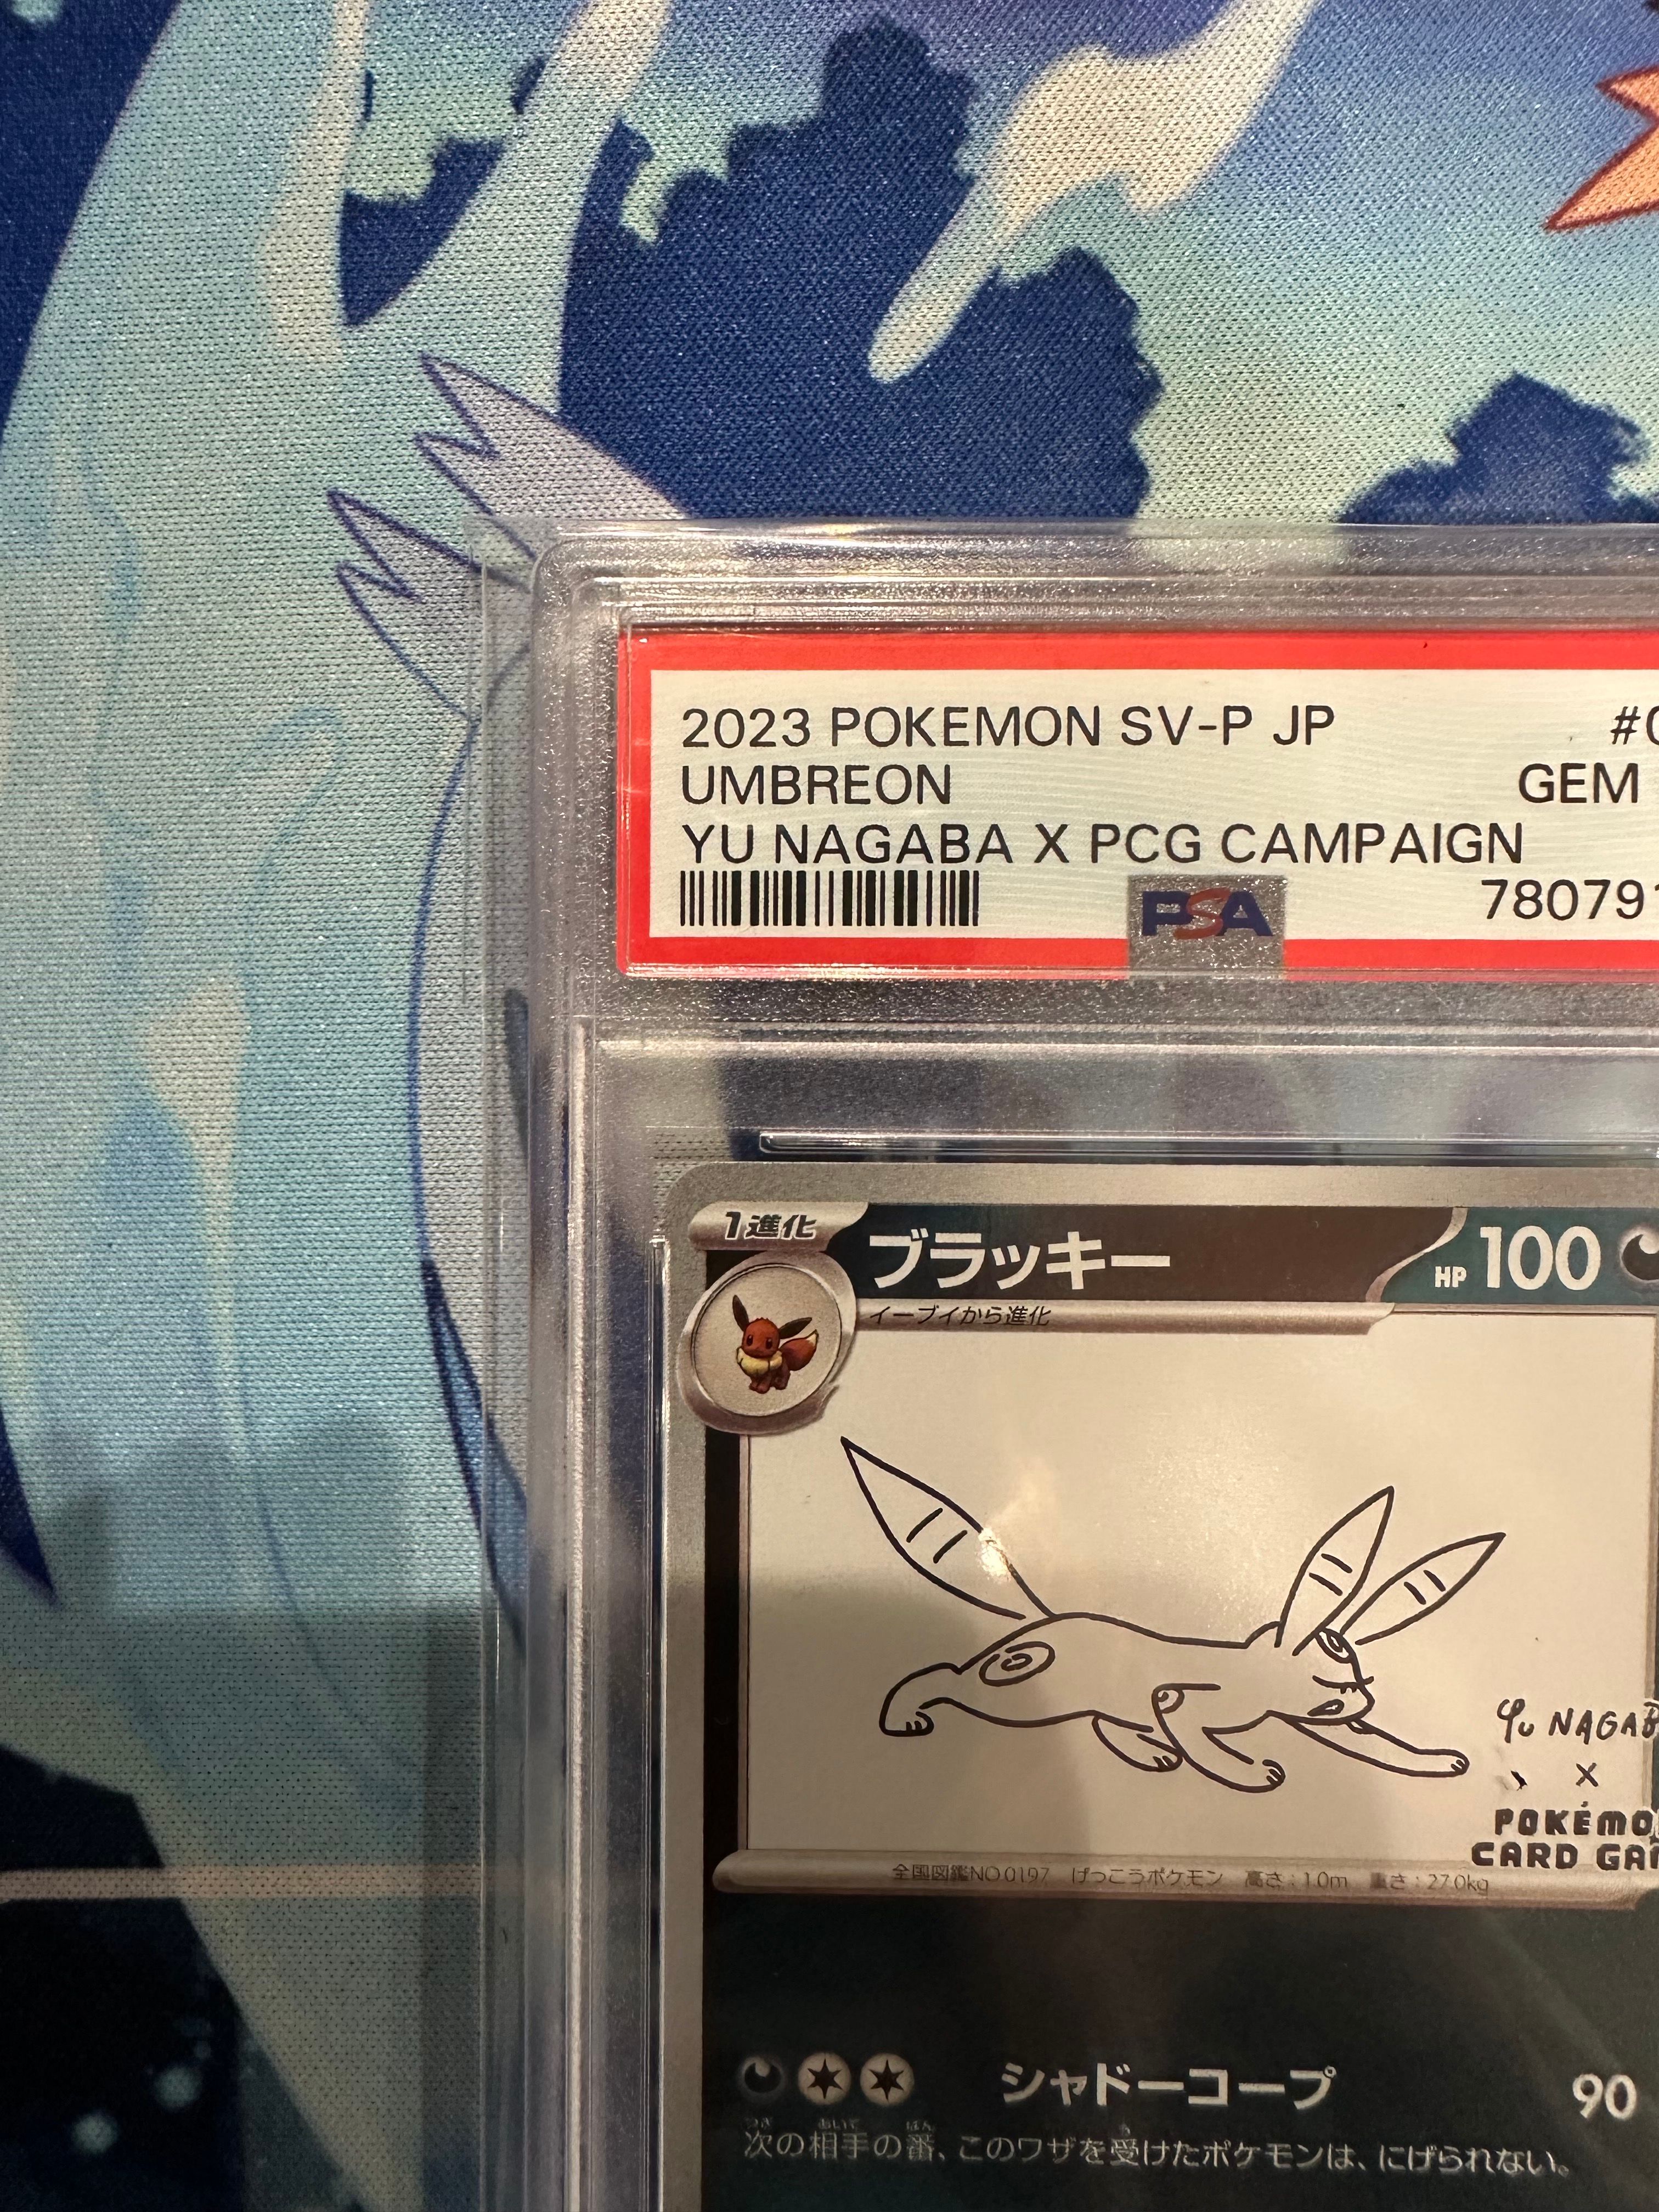 2023 POKEMON SV-P JP #0
UMBREON GEM
YU NAGABA X PCG CAMPAIGN
PSA 780791
1進化 ブラッキー HP 100
イーブイから進化
Yu NAGAB
X
POKÉMO
CARD GA
全国図鑑NO.0197 げっこうポケモン 高さ：1.0m 重さ：27.0kg
シャドーコープ 90
次の相手の番、このワザを受けたポケモンは、にげられない。